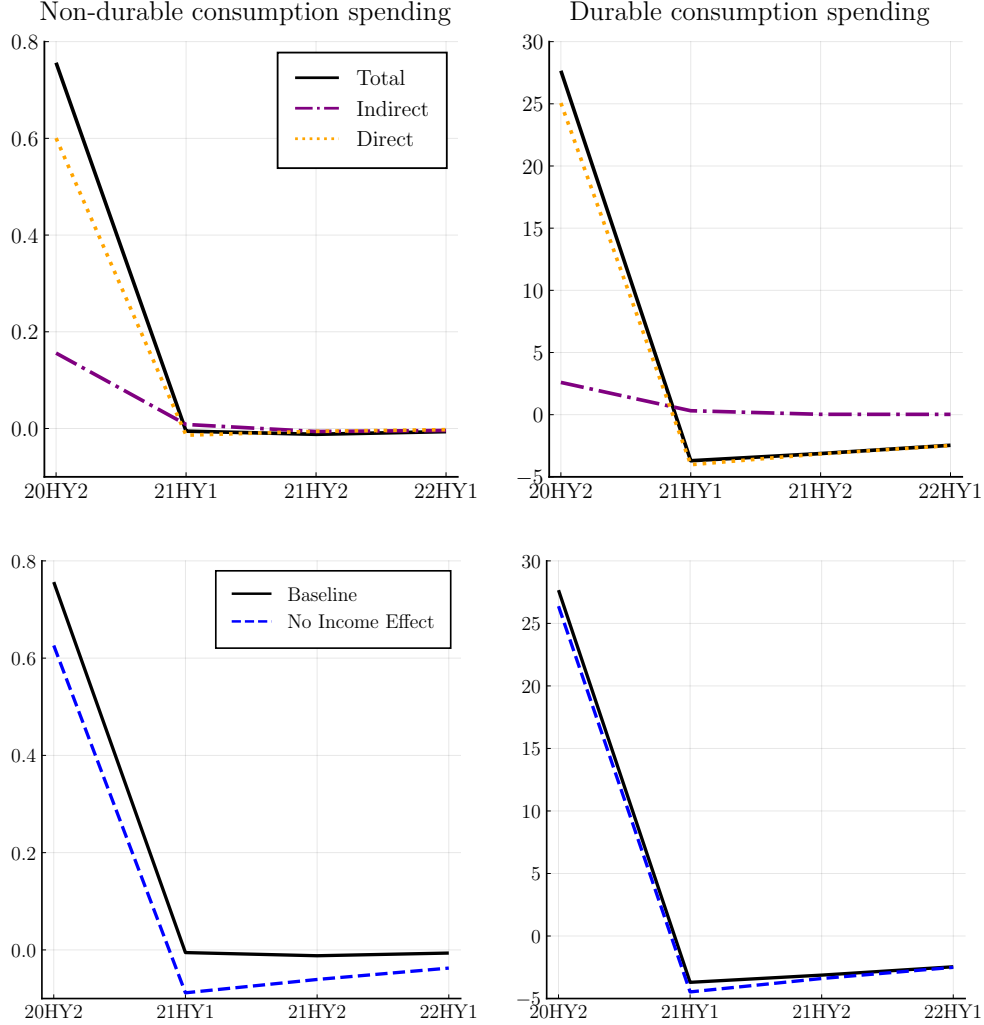 Non-durable consumption spending
Durable consumption spending
0.8
0.6
0.4
0.2
0.0
Total
Indirect
Direct
20HY2
21HY1
21HY2
22HY1
30
25
20
15
10
5
0
−5
20HY2
21HY1
21HY2
22HY1
0.8
0.6
0.4
0.2
0.0
Baseline
No Income Effect
20HY2
21HY1
21HY2
22HY1
30
25
20
15
10
5
0
−5
20HY2
21HY1
21HY2
22HY1